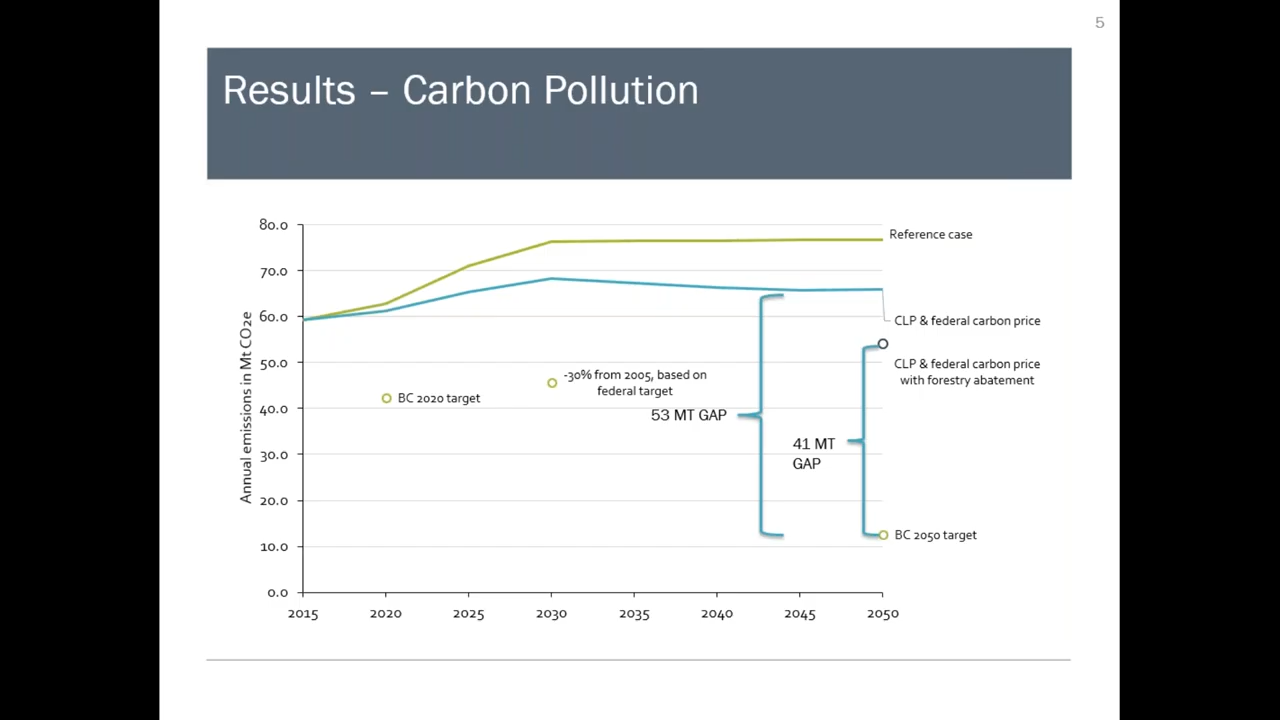 5
Results – Carbon Pollution
Annual emissions in Mt CO2e
80.0
70.0
60.0
50.0
40.0
30.0
20.0
10.0
0.0
2015 2020 2025 2030 2035 2040 2045 2050
Reference case
CLP & federal carbon price
CLP & federal carbon price
with forestry abatement
-30% from 2005, based on
federal target
BC 2020 target
53 MT GAP
41 MT
GAP
BC 2050 target